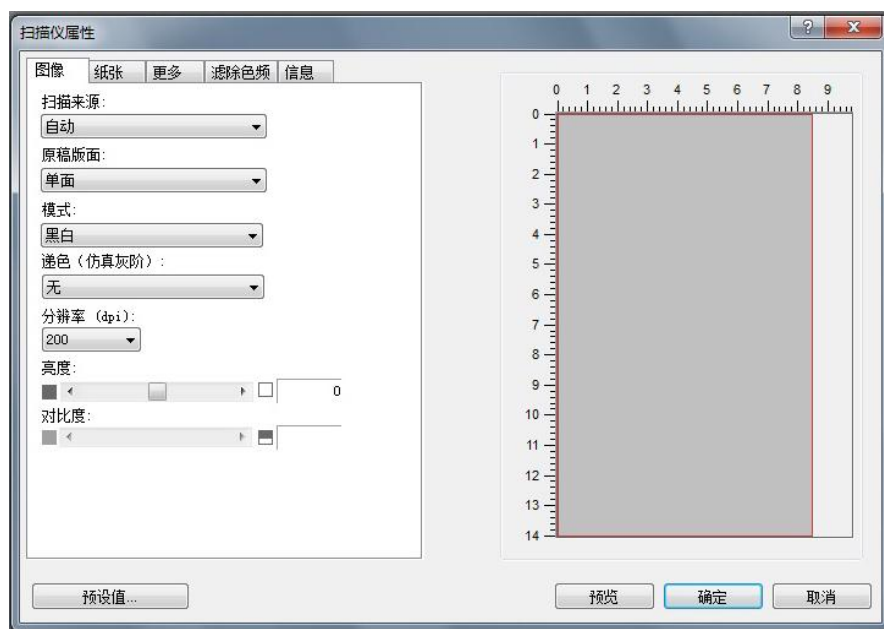 扫描仪属性
图像 纸张 更多 滤除色频 信息
扫描来源:
自动
原稿版面:
单面
模式:
黑白
递色（仿真灰阶）:
无
分辨率 (dpi):
200
亮度:
0
对比度:
0 1 2 3 4 5 6 7 8 9
0
1
2
3
4
5
6
7
8
9
10
11
12
13
14
预设值...
预览 确定 取消